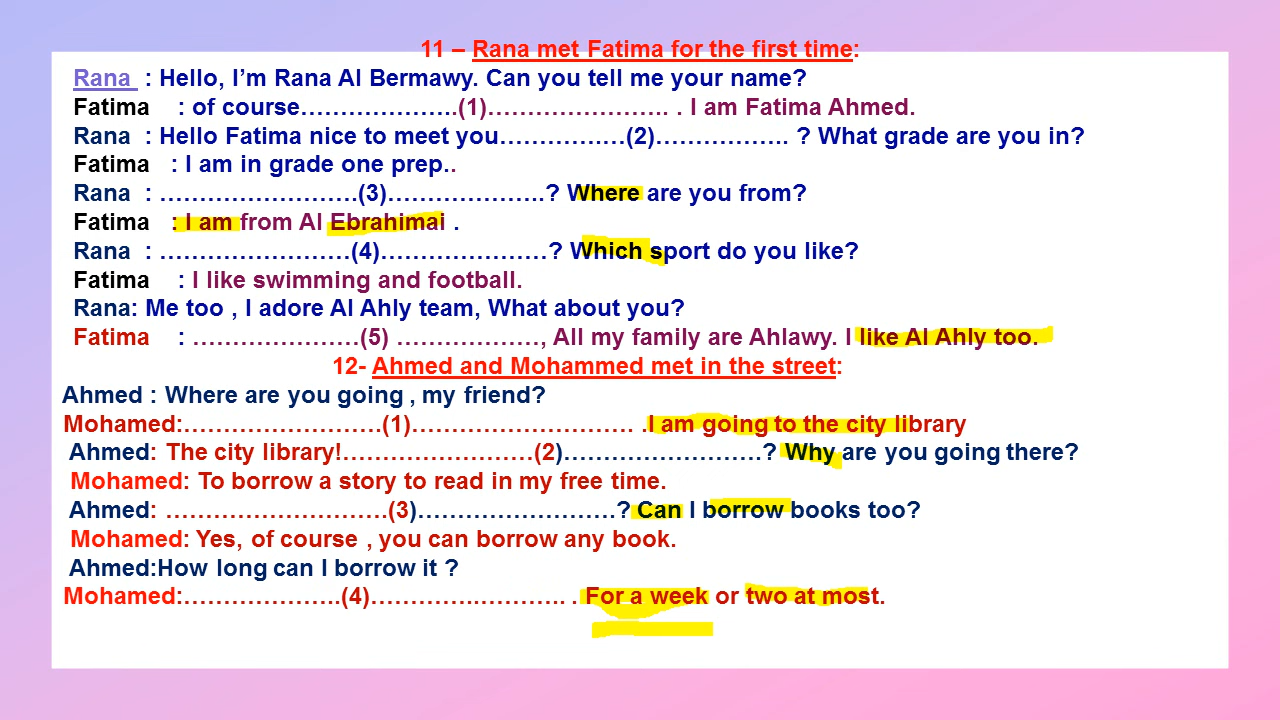 11 – Rana met Fatima for the first time:
Rana : Hello, I’m Rana Al Bermawy. Can you tell me your name?
Fatima : of course………………..(1)………………….. . I am Fatima Ahmed.
Rana : Hello Fatima nice to meet you………….…(2)…………….. ? What grade are you in?
Fatima : I am in grade one prep..
Rana : …………………….(3)………………..? Where are you from?
Fatima : I am from Al Ebrahimai .
Rana : ……………………(4)…………………? Which sport do you like?
Fatima : I like swimming and football.
Rana: Me too , I adore Al Ahly team, What about you?
Fatima : …………………(5) ………………, All my family are Ahlawy. I like Al Ahly too.
12- Ahmed and Mohammed met in the street:
Ahmed : Where are you going , my friend?
Mohamed:…………………….(1)………………………. .I am going to the city library
Ahmed: The city library!……………………(2)…………………….? Why are you going there?
Mohamed: To borrow a story to read in my free time.
Ahmed: ……………………….(3)…………………….? Can I borrow books too?
Mohamed: Yes, of course , you can borrow any book.
Ahmed:How long can I borrow it ?
Mohamed:………………..(4)………….……….. . For a week or two at most.